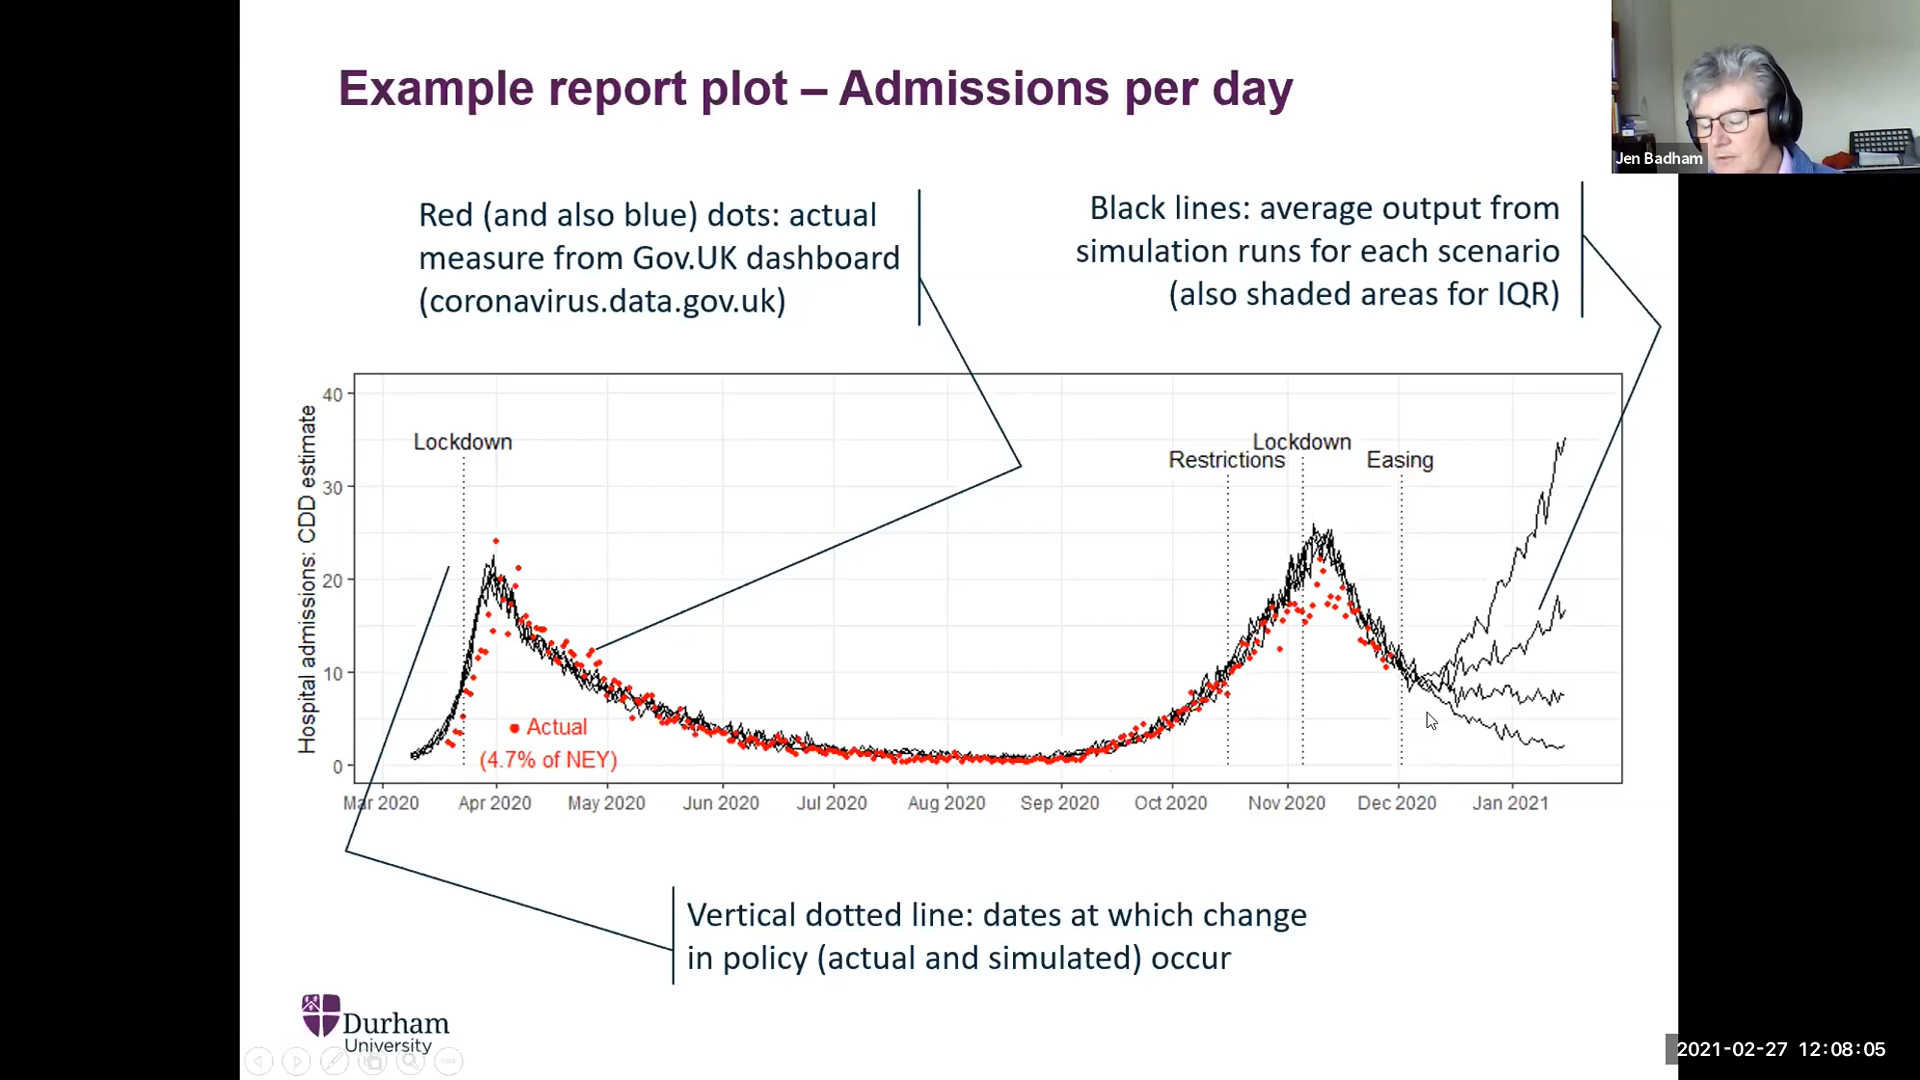 Example report plot – Admissions per day
Jen Badham
Red (and also blue) dots: actual
measure from Gov.UK dashboard
(coronavirus.data.gov.uk)
Black lines: average output from
simulation runs for each scenario
(also shaded areas for IQR)
Hospital admissions: CDD estimate
40
30
20
10
0
Lockdown
Restrictions
Lockdown
Easing
Actual
(4.7% of NEY)
Mar 2020
Apr 2020
May 2020
Jun 2020
Jul 2020
Aug 2020
Sep 2020
Oct 2020
Nov 2020
Dec 2020
Jan 2021
Vertical dotted line: dates at which change
in policy (actual and simulated) occur
Durham
University
2021-02-27 12:08:05